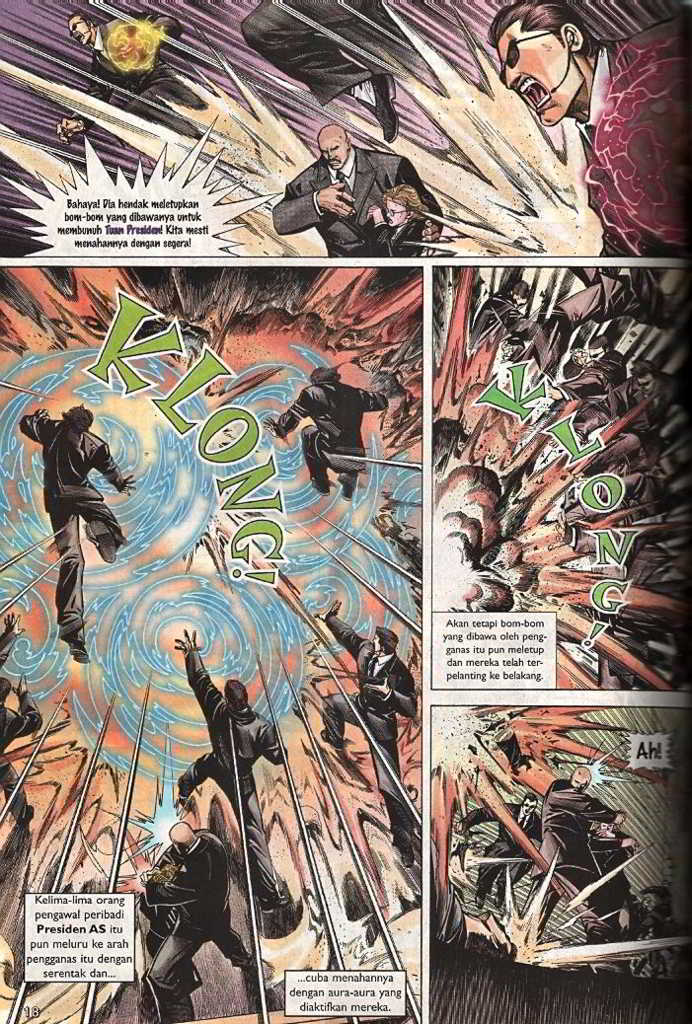 Bahaya! Dia hendak meletupkan
bom-bom yang dibawanya untuk
membunuh Tuan Presiden! Kita mesti
menahannya dengan segera!
KLONG!
KLONG!
Akan tetapi bom-bom
yang dibawa oleh peng-
ganas itu pun meletup
dan mereka telah ter-
pelanting ke belakang.
Ah!
Kelima-lima orang
pengawal peribadi
Presiden AS itu
pun meluru ke arah
pengganas itu dengan
serentak dan...
...cuba menahannya
dengan aura-aura yang
diaktifkan mereka.
18